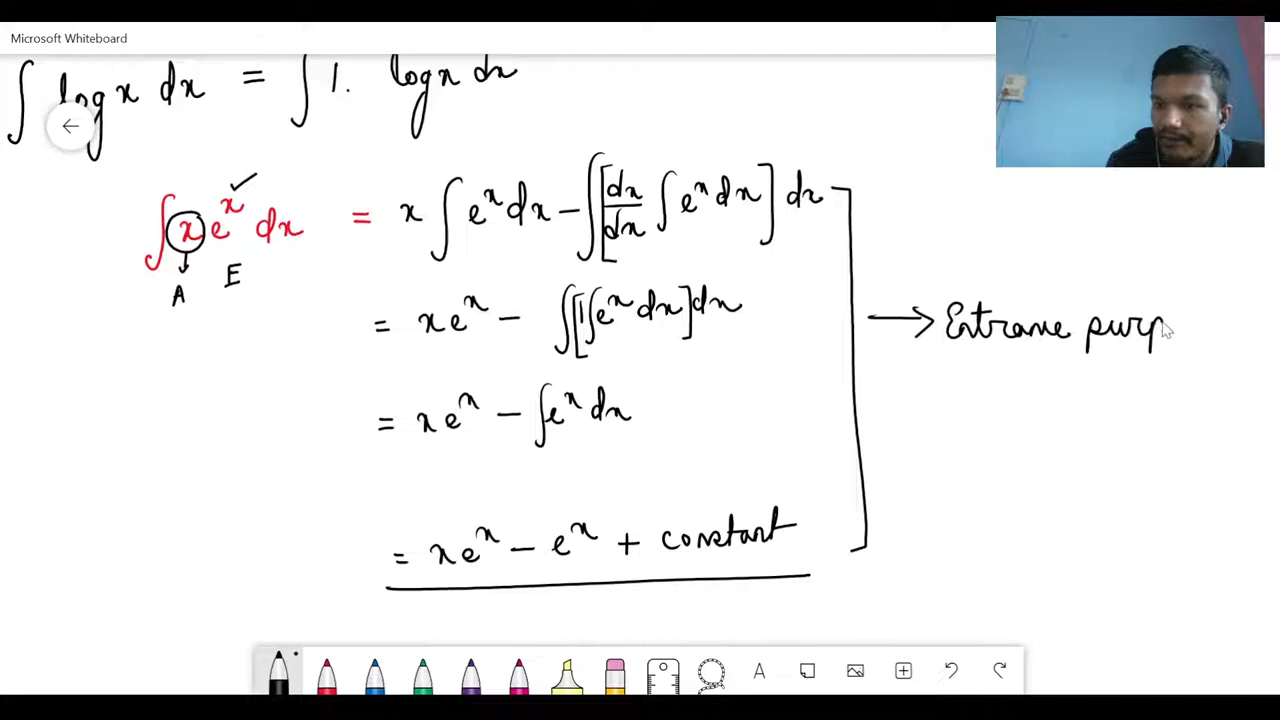 Microsoft Whiteboard
∫ log x dx = ∫ 1. log x dx
∫ x e^x dx = x ∫ e^x dx - ∫ [dx/dx ∫ e^x dx] dx
A E
= x e^x - ∫ [1 ∫ e^x dx] dx
→ Entrane purp
= x e^x - ∫ e^x dx
= x e^x - e^x + constant
A